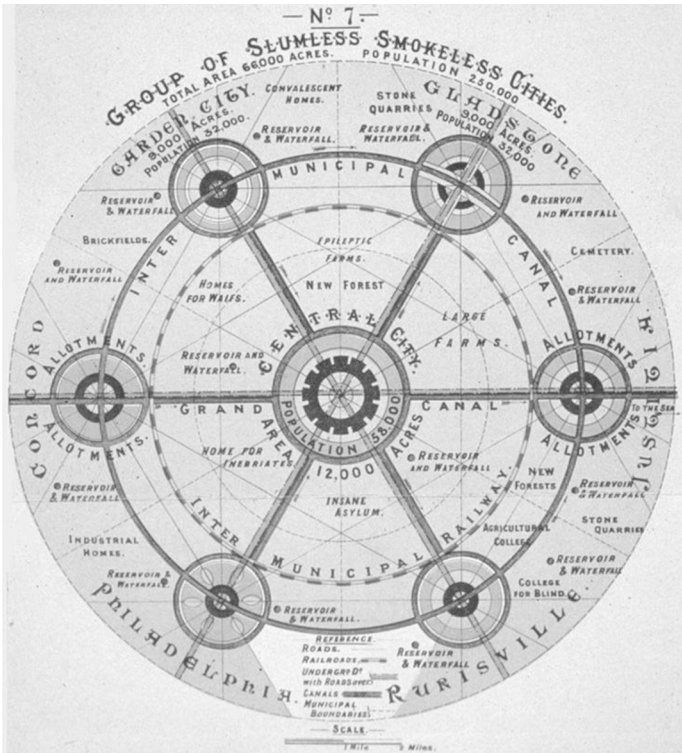 Nº 7.
GROUP OF SLUMLESS SMOKELESS CITIES.
TOTAL AREA 66,000 ACRES. POPULATION 250,000
GARDEN CITY.
9,000 ACRES.
POPULATION 32,000.
CONVALESCENT
HOMES.
STONE
QUARRIES
GLADSTONE
9,000 ACRES
POPULATION
32,000
RESERVOIR
& WATERFALL.
RESERVOIR &
WATERFALL.
INTER MUNICIPAL CANAL
RESERVOIR
& WATERFALL
RESERVOIR
AND WATERFALL
BRICKFIELDS.
CEMETERY.
RESERVOIR
AND WATERFALL
RESERVOIR
& WATERFALL
EPILEPTIC
FARMS.
NEW FOREST
HOMES
FOR WAIFS.
LARGE
FARMS.
RESERVOIR AND
WATERFALL.
CENTRAL CITY.
AREA 12,000 ACRES
POPULATION 58,000
CONCORD
ALLOTMENTS.
ALLOTMENTS.
JUSTITIA
ALLOTMENTS
ALLOTMENTS
TO THE SEA
GRAND CANAL
HOME FOR
INEBRIATES
RESERVOIR
AND WATERFALL
INSANE
ASYLUM.
NEW
FORESTS
RESERVOIR
& WATERFALL
RESERVOIR
& WATERFALL
STONE
QUARRIES
INTER MUNICIPAL RAILWAY.
AGRICULTURAL
COLLEGE
INDUSTRIAL
HOMES.
RESERVOIR &
WATERFALL
RESERVOIR
& WATERFALL
COLLEGE
FOR BLIND.
RESERVOIR
& WATERFALL.
RESERVOIR
& WATERFALL
PHILADELPHIA.
RURISVILLE
REFERENCE.
ROADS.
RAILROADS
UNDERGRD Dº
with ROADS over
CANALS
MUNICIPAL
BOUNDARIES
SCALE.
1 Mile 2 Miles.